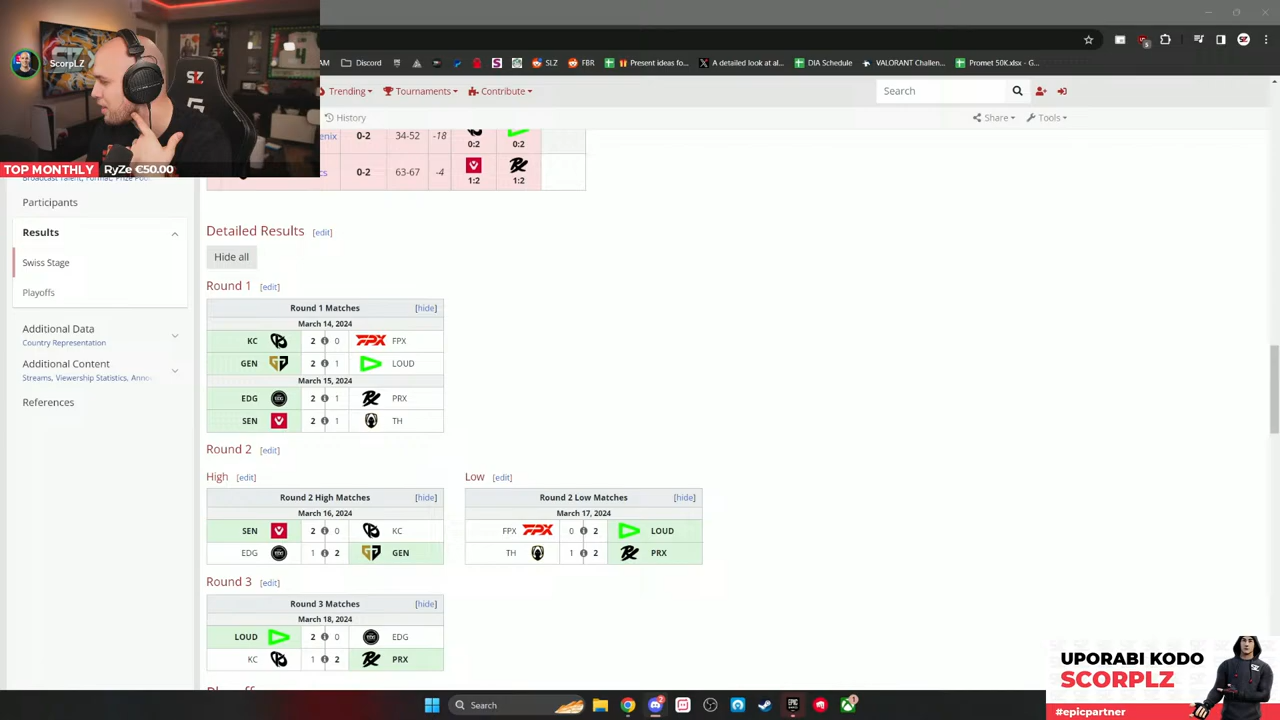 ScorpLZ
TOP MONTHLY RyZe €50.00
Discord
SLZ
FBR
Present ideas fo...
A detailed look at al...
DIA Schedule
VALORANT Challen...
Promet 50K.xlsx - G...
Trending
Tournaments
Contribute
Search
History
Share
Tools
0-2 34-52 -18
0:2 0:2
0-2 63-67 -4
1:2 1:2
Participants
Results
Swiss Stage
Playoffs
Additional Data
Country Representation
Additional Content
Streams, Viewership Statistics, Anno
References
Detailed Results [edit]
Hide all
Round 1 [edit]
Round 1 Matches [hide]
March 14, 2024
KC 2 0 FPX FPX
GEN 2 1 LOUD
March 15, 2024
EDG 2 1 PRX
SEN 2 1 TH
Round 2 [edit]
High [edit]
Round 2 High Matches [hide]
March 16, 2024
SEN 2 0 KC
EDG 1 2 GEN
Low [edit]
Round 2 Low Matches [hide]
March 17, 2024
FPX FPX 0 2 LOUD
TH 1 2 PRX
Round 3 [edit]
Round 3 Matches [hide]
March 18, 2024
LOUD 2 0 EDG
KC 1 2 PRX
UPORABI KODO
SCORPLZ
#epicpartner
Search